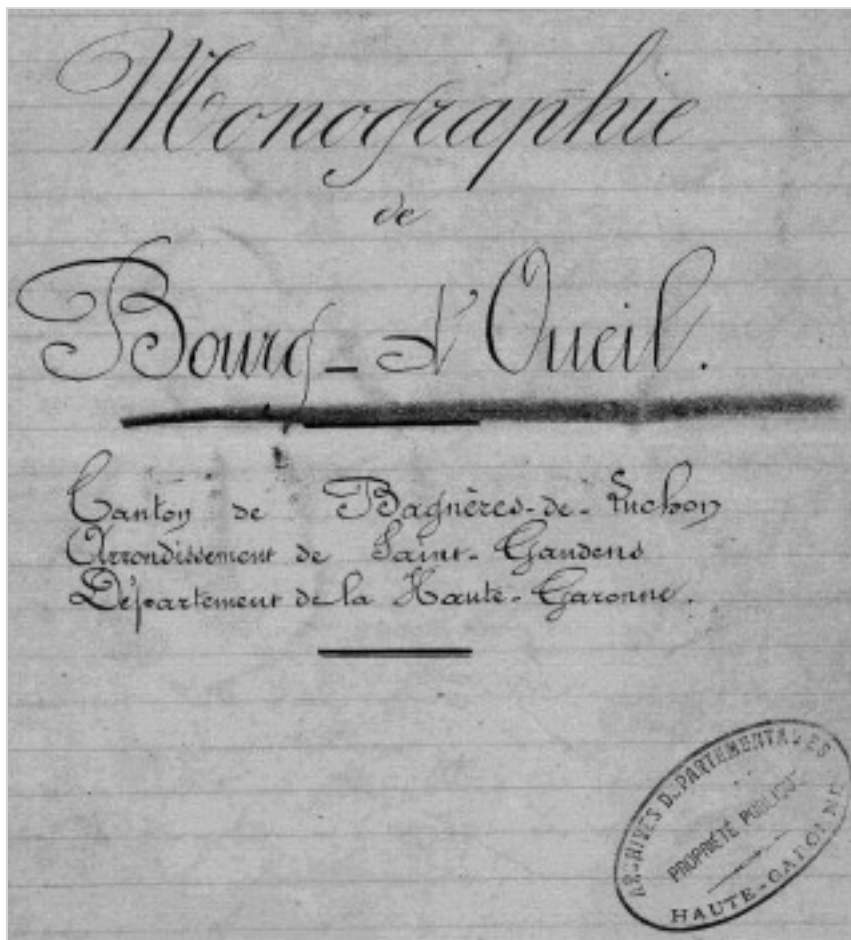 Monographie
de
Bourg-d'Oueil.
Canton de Bagnères-de-Luchon
Arrondissement de Saint-Gaudens
Département de la Haute-Garonne.
ARCHIVES DEPARTEMENTALES
PROPRIÉTÉ PUBLIQUE
HAUTE-GARONNE